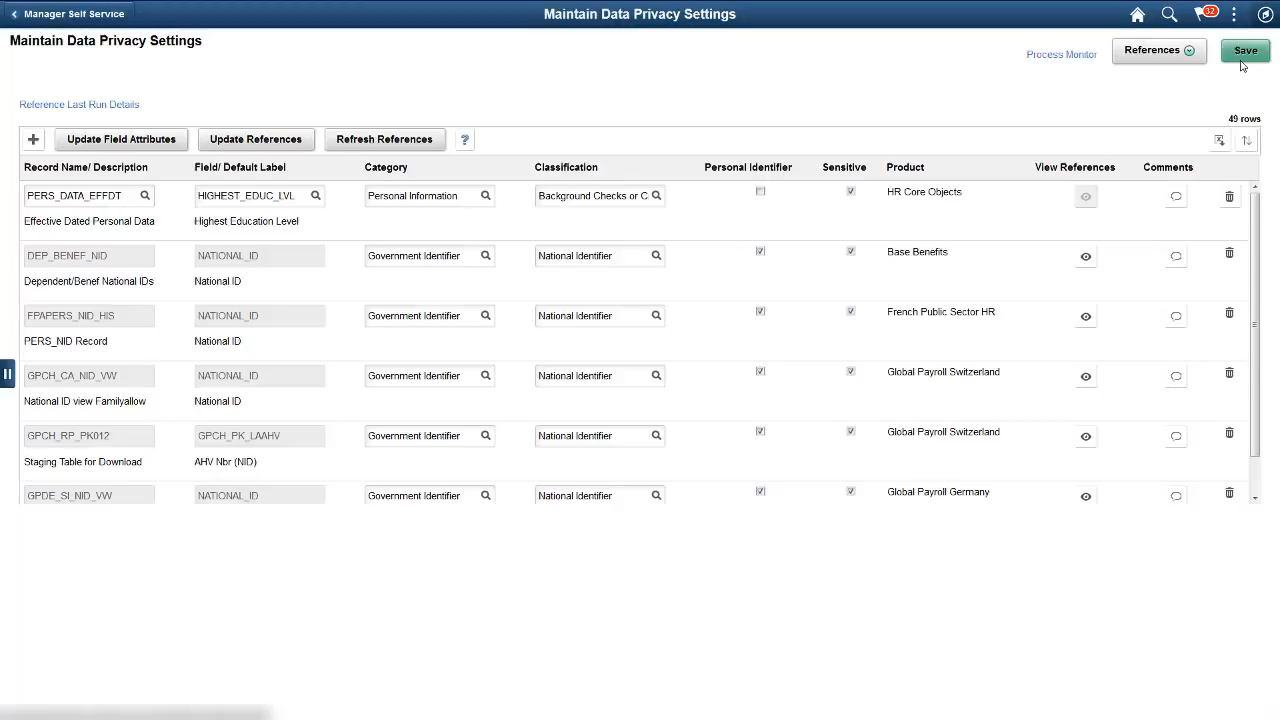 Manager Self Service
Maintain Data Privacy Settings
32
Maintain Data Privacy Settings
Process Monitor
References
Save
Reference Last Run Details
49 rows
Update Field Attributes
Update References
Refresh References
?
Record Name/ Description Field/ Default Label Category Classification Personal Identifier Sensitive Product View References Comments
PERS_DATA_EFFDT HIGHEST_EDUC_LVL Personal Information Background Checks or C HR Core Objects
Effective Dated Personal Data Highest Education Level
DEP_BENEF_NID NATIONAL_ID Government Identifier National Identifier Base Benefits
Dependent/Benef National IDs National ID
FPAPERS_NID_HIS NATIONAL_ID Government Identifier National Identifier French Public Sector HR
PERS_NID Record National ID
GPCH_CA_NID_VW NATIONAL_ID Government Identifier National Identifier Global Payroll Switzerland
National ID view Familyallow National ID
GPCH_RP_PK012 GPCH_PK_LAAHV Government Identifier National Identifier Global Payroll Switzerland
Staging Table for Download AHV Nbr (NID)
GPDE_SI_NID_VW NATIONAL_ID Government Identifier National Identifier Global Payroll Germany